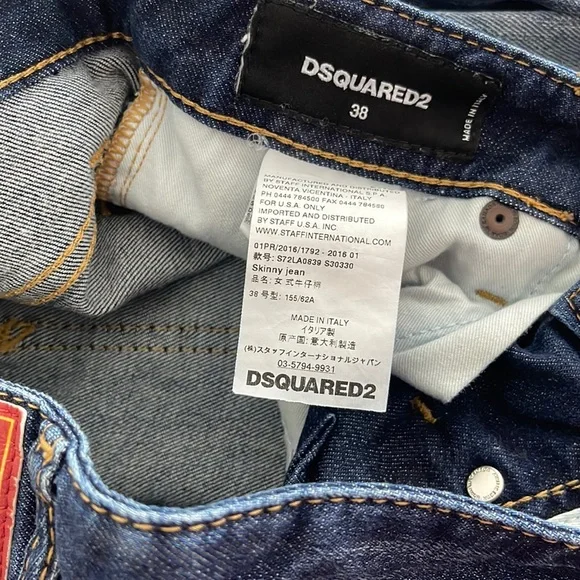 DSQUARED2
38
MADE IN ITALY
MANUFACTURED AND DISTRIBUTED
BY STAFF INTERNATIONAL S.P.A.
NOVENTA VICENTINA - ITALY
PH 0444 784500 FAX 0444 784580
FOR U.S.A. ONLY
IMPORTED AND DISTRIBUTED
BY STAFF U.S.A. INC
WWW.STAFFINTERNATIONAL.COM
01PR/2016/1792 - 2016 01
款号: S72LA0839 S30330
Skinny jean
品名: 女式牛仔裤
38 号型: 155/62A
MADE IN ITALY
イタリア製
原产国: 意大利制造
(株)スタッフインターナショナルジャパン
03-5794-9931
DSQUARED2